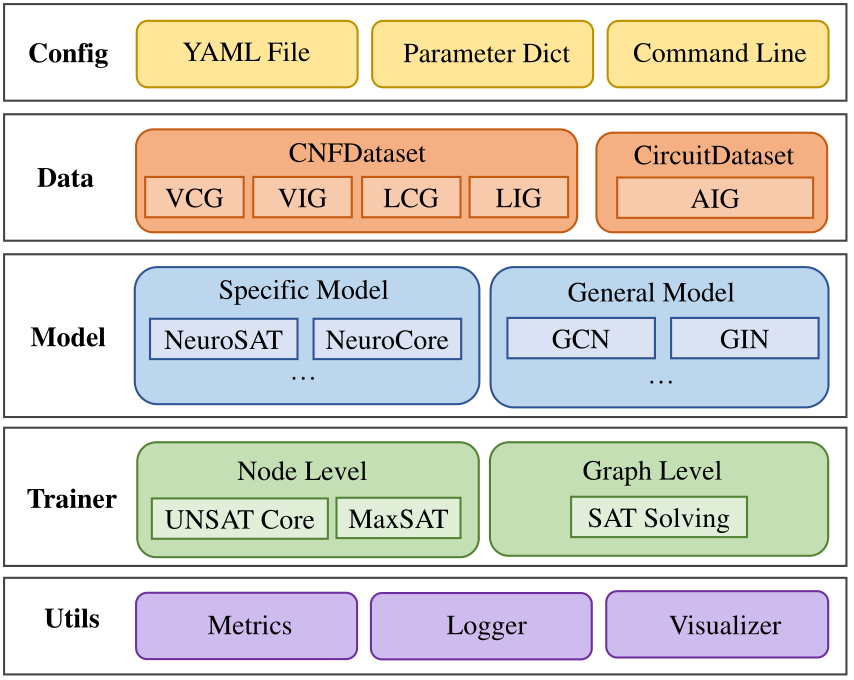 Config
YAML File
Parameter Dict
Command Line
Data
CNFDataset
VCG
VIG
LCG
LIG
CircuitDataset
AIG
Model
Specific Model
NeuroSAT
NeuroCore
...
General Model
GCN
GIN
...
Trainer
Node Level
UNSAT Core
MaxSAT
Graph Level
SAT Solving
Utils
Metrics
Logger
Visualizer